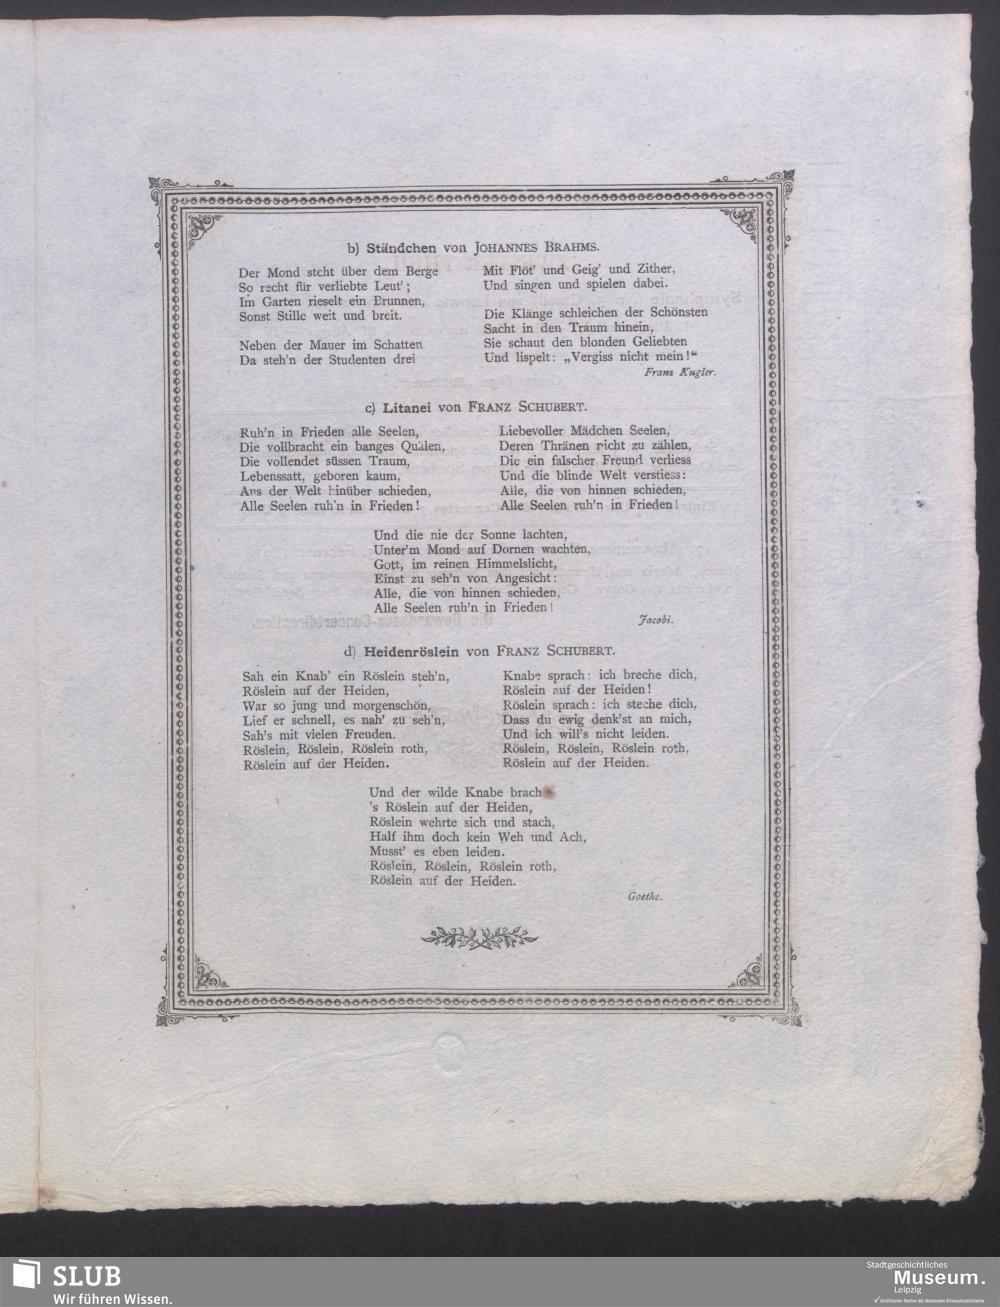 b) Ständchen von JOHANNES BRAHMS.
Der Mond steht über dem Berge
So recht für verliebte Leut';
Im Garten rieselt ein Brunnen,
Sonst Stille weit und breit.
Neben der Mauer im Schatten
Da steh'n der Studenten drei
Mit Flöt' und Geig' und Zither,
Und singen und spielen dabei.
Die Klänge schleichen der Schönsten
Sacht in den Traum hinein,
Sie schaut den blonden Geliebten
Und lispelt: „Vergiss nicht mein!“
Franz Kugler.
c) Litanei von FRANZ SCHUBERT.
Ruh'n in Frieden alle Seelen,
Die vollbracht ein banges Quälen,
Die vollendet süssen Traum,
Lebenssatt, geboren kaum,
Aus der Welt hinüber schieden,
Alle Seelen ruh'n in Frieden!
Liebevoller Mädchen Seelen,
Deren Thränen nicht zu zählen,
Die ein falscher Freund verliess
Und die blinde Welt verstiess:
Alle, die von hinnen schieden,
Alle Seelen ruh'n in Frieden!
Und die nie der Sonne lachten,
Unter'm Mond auf Dornen wachten,
Gott, im reinen Himmelslicht,
Einst zu seh'n von Angesicht:
Alle, die von hinnen schieden,
Alle Seelen ruh'n in Frieden!
Jacobi.
d) Heidenröslein von FRANZ SCHUBERT.
Sah ein Knab' ein Röslein steh'n,
Röslein auf der Heiden,
War so jung und morgenschön,
Lief er schnell, es nah' zu seh'n,
Sah's mit vielen Freuden.
Röslein, Röslein, Röslein roth,
Röslein auf der Heiden.
Knabe sprach: ich breche dich,
Röslein auf der Heiden!
Röslein sprach: ich steche dich,
Dass du ewig denk'st an mich,
Und ich will's nicht leiden.
Röslein, Röslein, Röslein roth,
Röslein auf der Heiden.
Und der wilde Knabe brach
's Röslein auf der Heiden,
Röslein wehrte sich und stach,
Half ihm doch kein Weh und Ach,
Musst' es eben leiden.
Röslein, Röslein, Röslein roth,
Röslein auf der Heiden.
Goethe.
SLUB
Wir führen Wissen.
Stadtgeschichtliches
Museum.
Leipzig
Zertifizierter Partner der Nationalen Klimaschutzinitiative